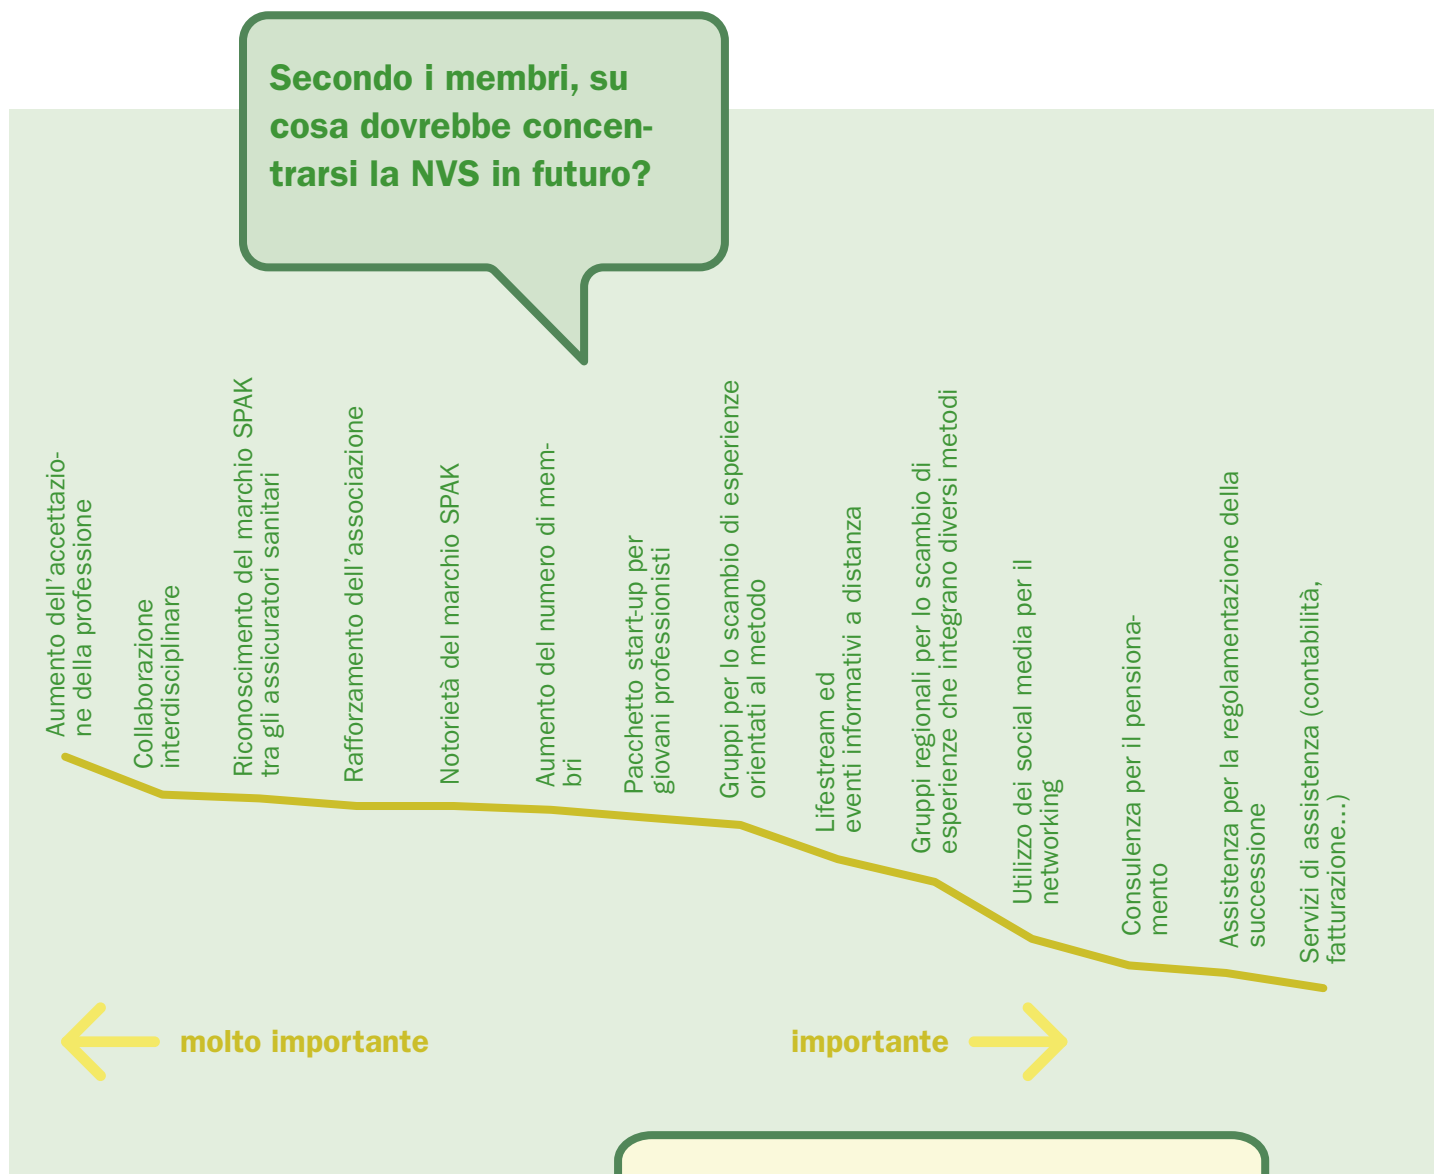 Secondo i membri, su
cosa dovrebbe concen-
trarsi la NVS in futuro?
Aumento dell'accettazio-
ne della professione
Collaborazione
interdisciplinare
Riconoscimento del marchio SPAK
tra gli assicuratori sanitari
Rafforzamento dell'associazione
Notorietà del marchio SPAK
Aumento del numero di mem-
bri
Pacchetto start-up per
giovani professionisti
Gruppi per lo scambio di esperienze
orientati al metodo
Lifestream ed
eventi informativi a distanza
Gruppi regionali per lo scambio di
esperienze che integrano diversi metodi
Utilizzo dei social media per il
networking
Consulenza per il pensiona-
mento
Assistenza per la regolamentazione della
successione
Servizi di assistenza (contabilità,
fatturazione...)
molto importante
importante